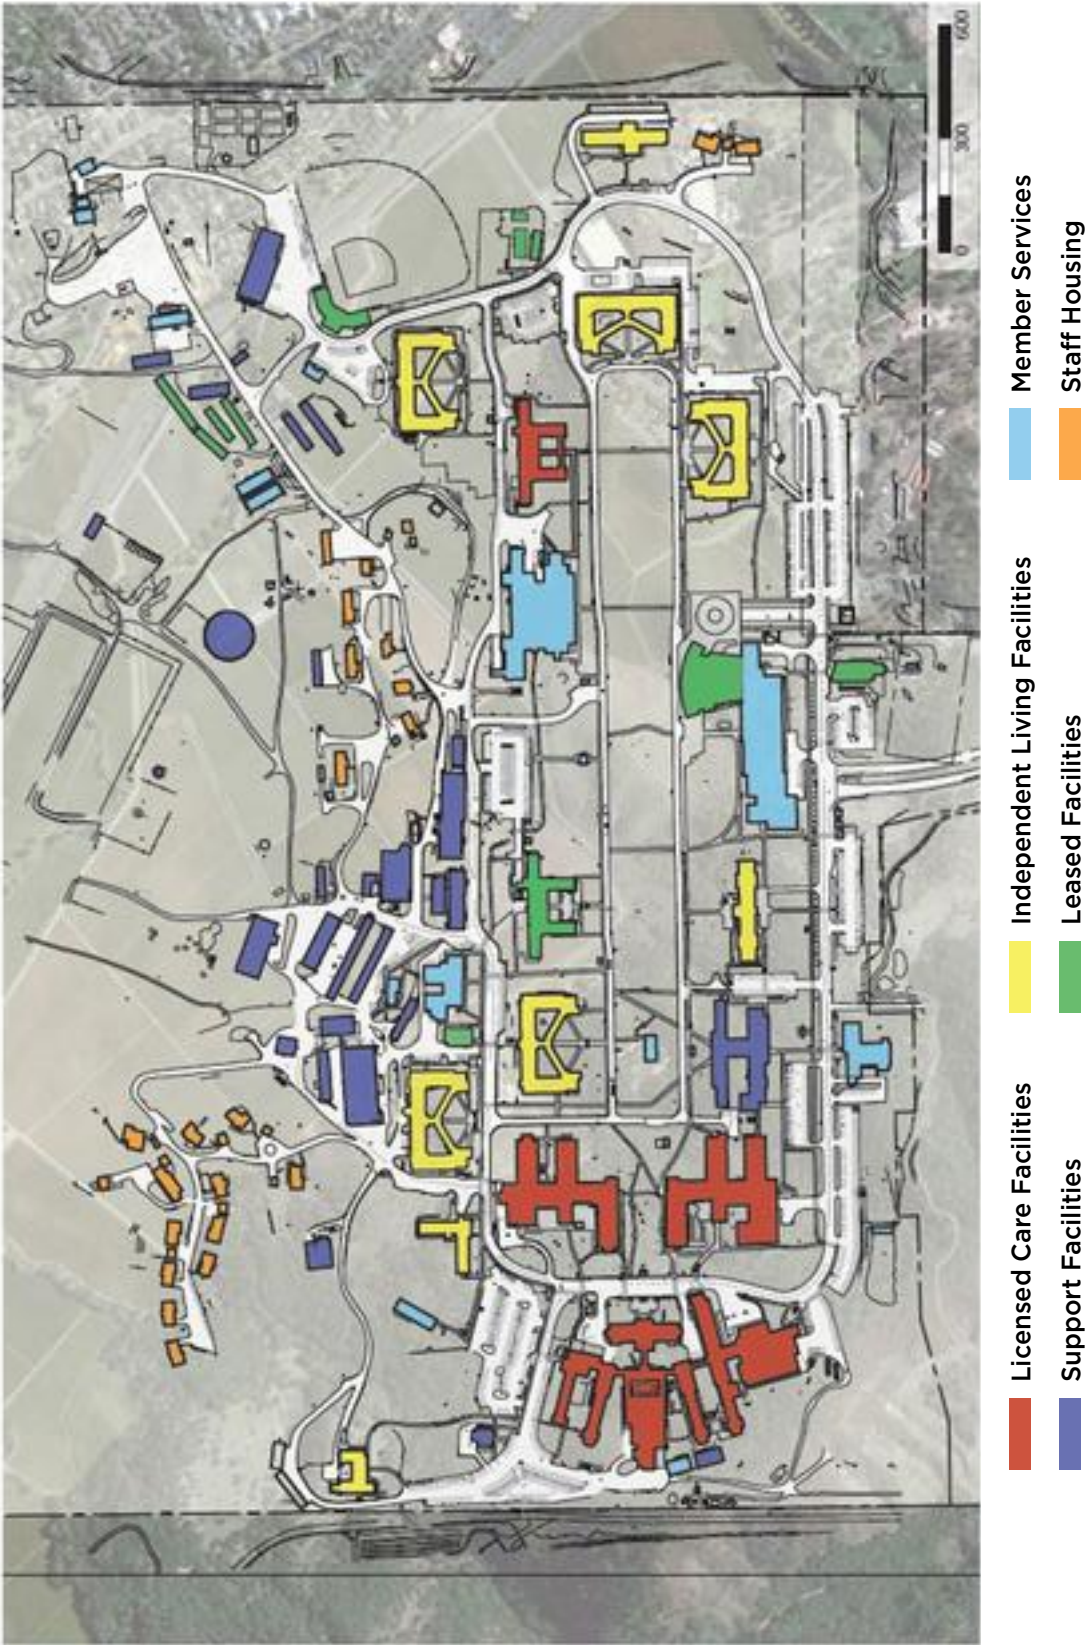 0 300 600
Licensed Care Facilities
Independent Living Facilities
Member Services
Support Facilities
Leased Facilities
Staff Housing